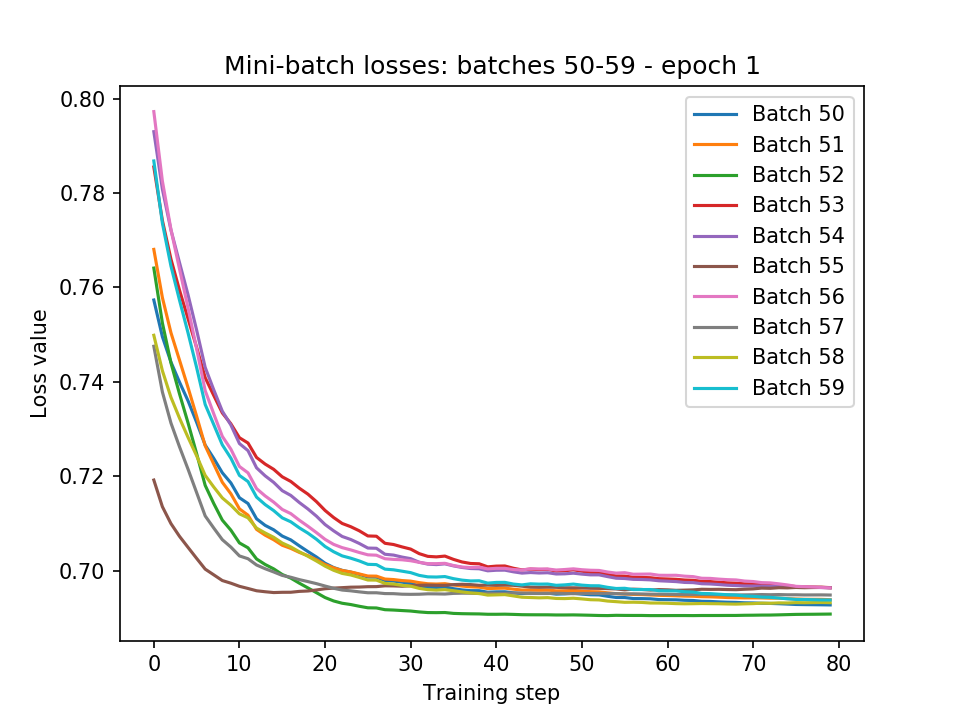 Mini-batch losses: batches 50-59 - epoch 1
0.80
0.78
0.76
0.74
0.72
0.70
Loss value
0
10
20
30
40
50
60
70
80
Training step
Batch 50
Batch 51
Batch 52
Batch 53
Batch 54
Batch 55
Batch 56
Batch 57
Batch 58
Batch 59